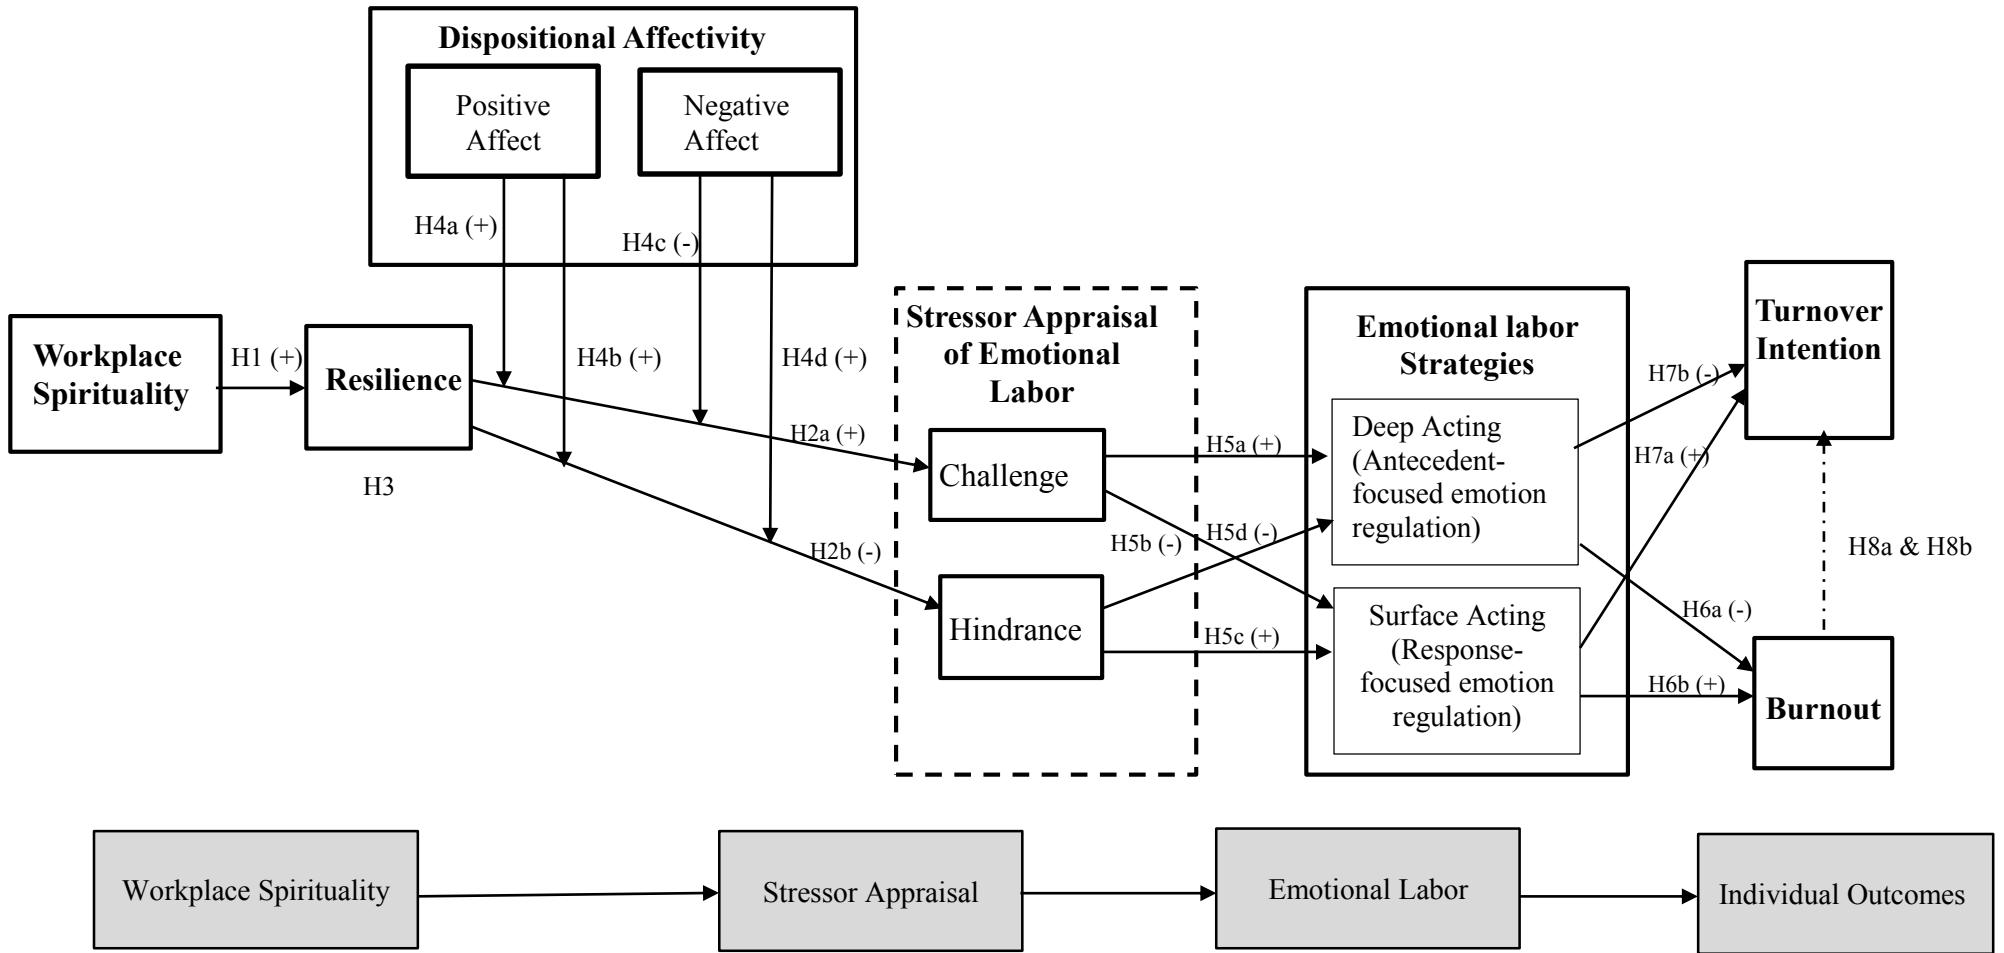 Dispositional Affectivity
Positive
Affect
Negative
Affect
H4a (+)
H4c (-)
Workplace
Spirituality
H1 (+)
Resilience
H3
H4b (+)
H4d (+)
H2a (+)
H2b (-)
Stressor Appraisal
of Emotional
Labor
Challenge
Hindrance
H5a (+)
H5b (-)
H5d (-)
H5c (+)
Emotional labor
Strategies
Deep Acting
(Antecedent-
focused emotion
regulation)
Surface Acting
(Response-
focused emotion
regulation)
H7b (-)
H7a (+)
H6a (-)
H6b (+)
Turnover
Intention
H8a & H8b
Burnout
Workplace Spirituality
Stressor Appraisal
Emotional Labor
Individual Outcomes